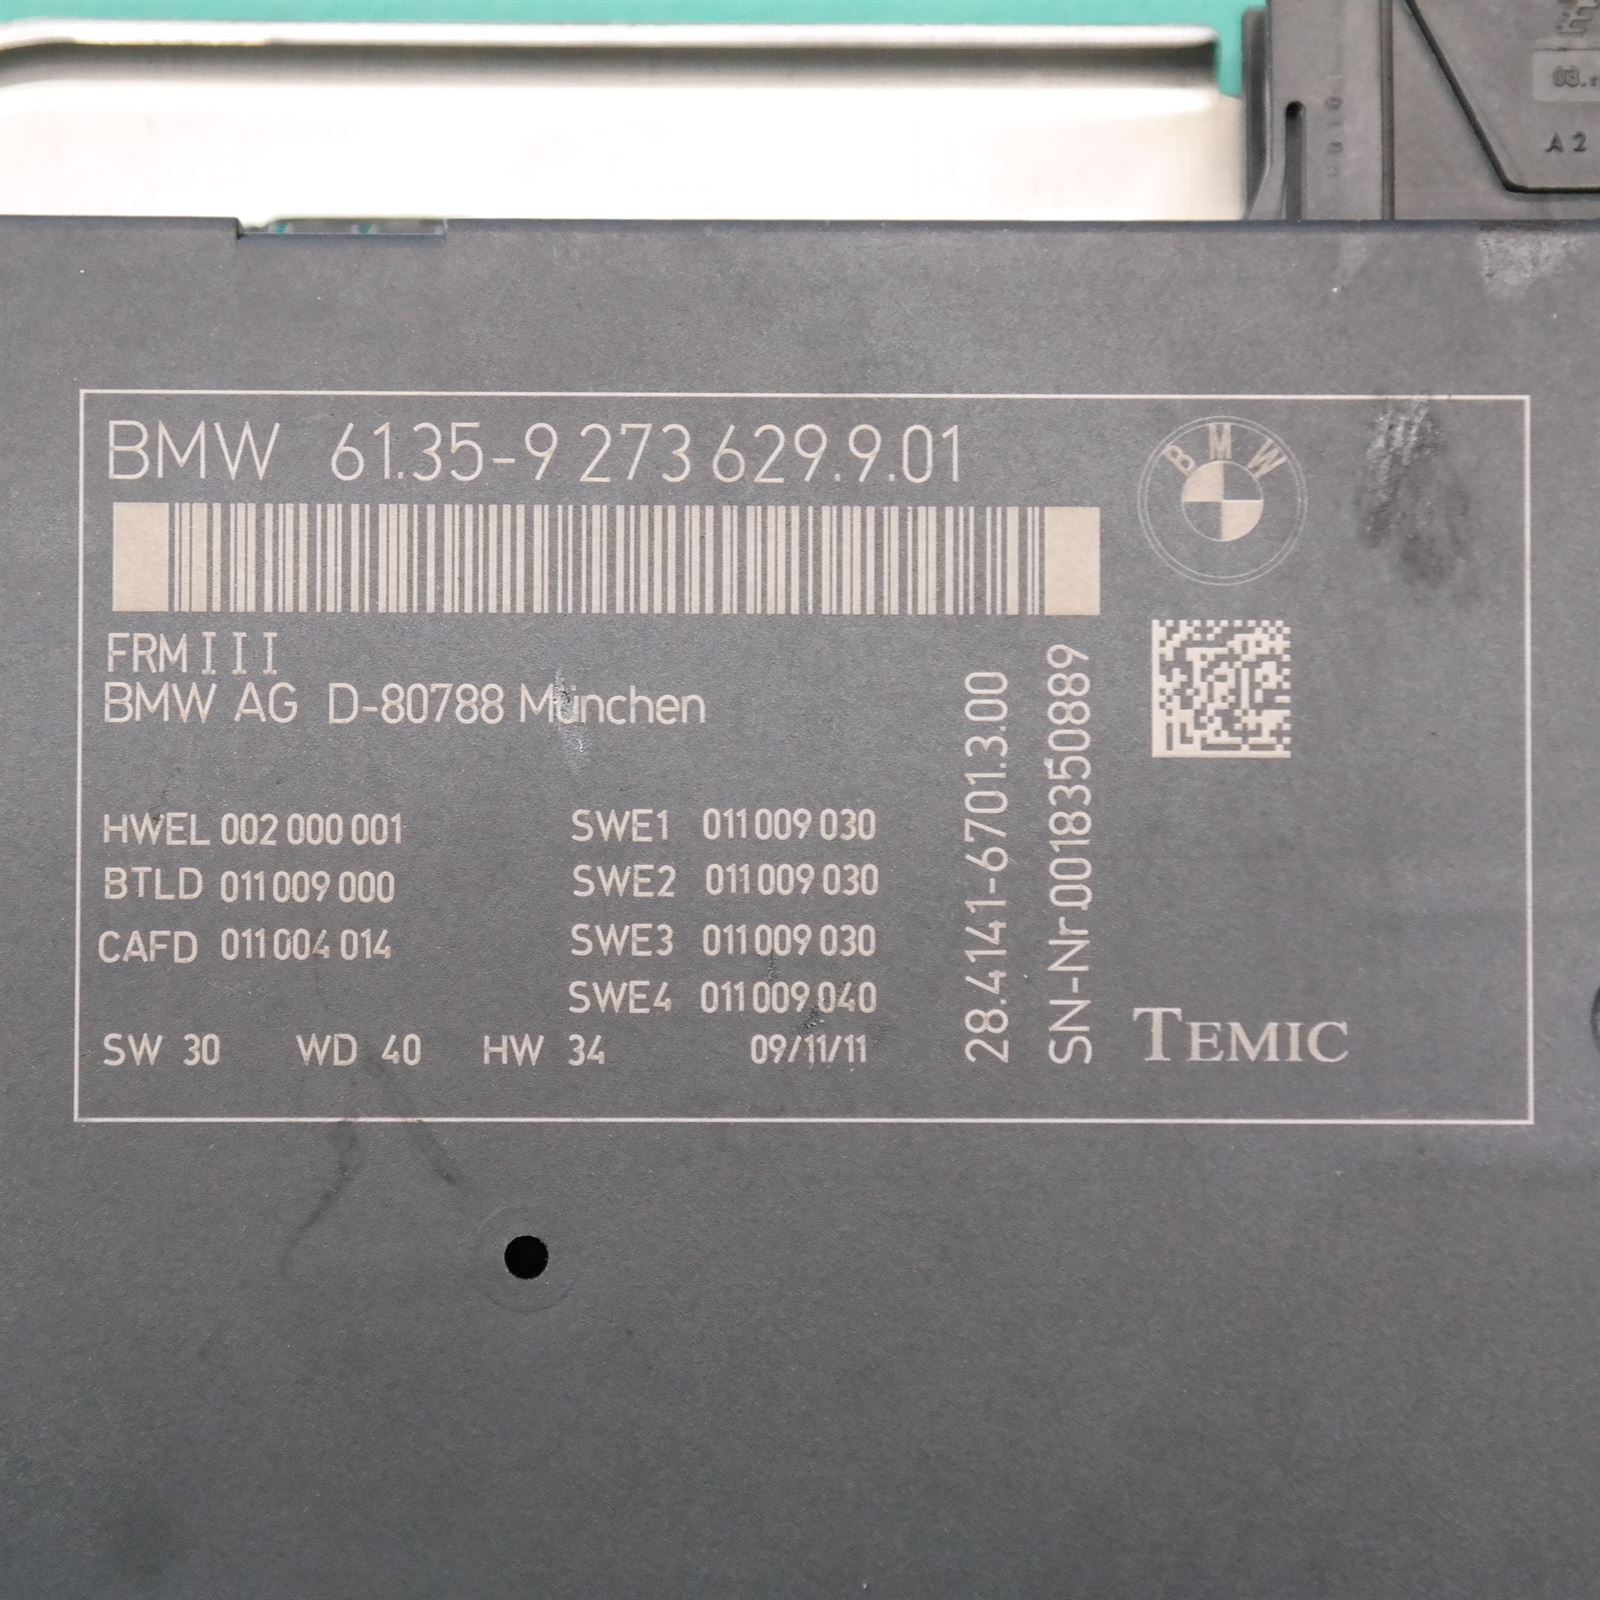 A 2
BMW 61.35-9 273 629.9.01
BMW
FRM III
BMW AG D-80788 München
HWEL 002 000 001
BTLD 011 009 000
CAFD 011 004 014
SWE1 011 009 030
SWE2 011 009 030
SWE3 011 009 030
SWE4 011 009 040
SW 30 WD 40 HW 34 09/11/11
28.4141-6701.3.00
SN-Nr.0018350889
TEMIC